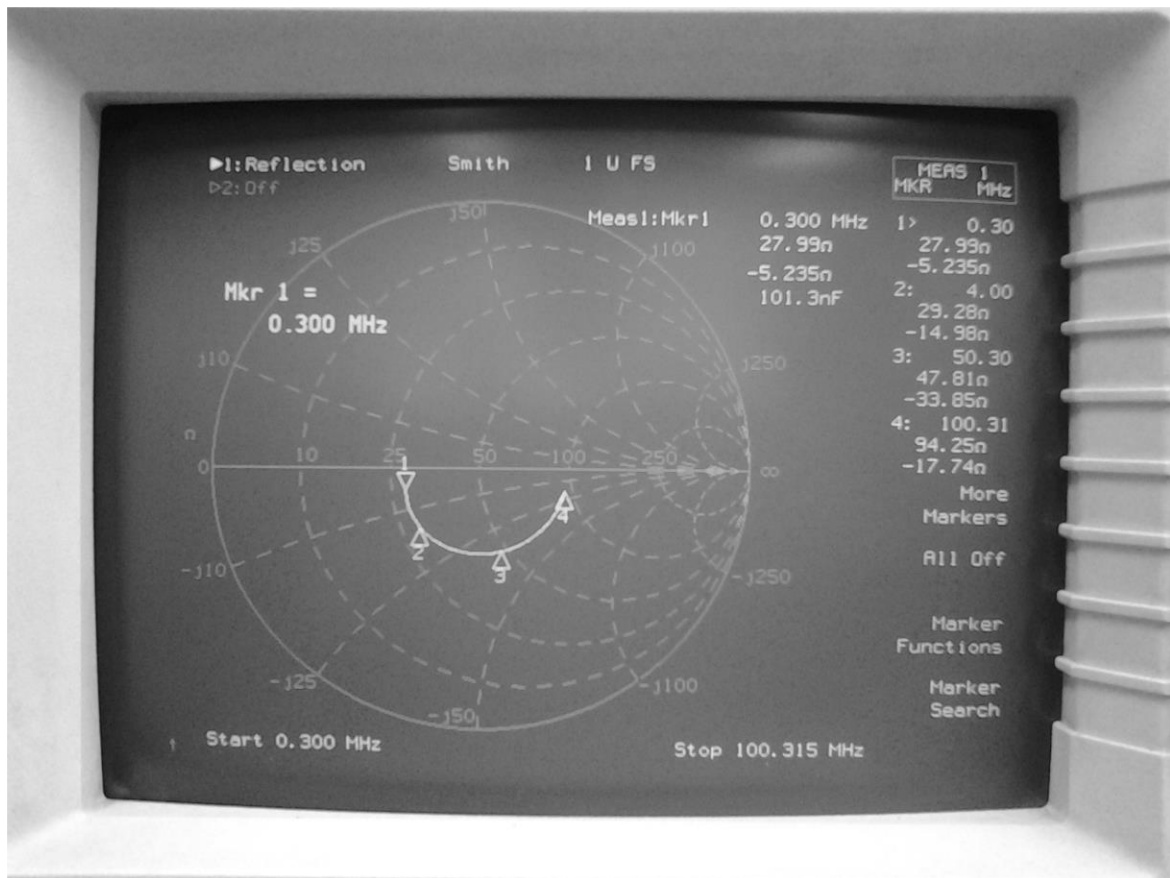 ▶1:Reflection Smith 1 U FS
▷2:Off
MEAS 1
MKR MHz
Meas1:Mkr1 0.300 MHz
27.99Ω
-5.235Ω
101.3nF
1> 0.30
27.99Ω
-5.235Ω
2: 4.00
29.28Ω
-14.98Ω
3: 50.30
47.81Ω
-33.85Ω
4: 100.31
94.25Ω
-17.74Ω
More
Markers
All Off
Marker
Functions
Marker
Search
Mkr 1 =
0.300 MHz
j50
j25 j100
j10 j250
Ω
0 10 25 50 100 250 ∞
1
2 3 4
-j10 -j250
-j25 -j100
-j50
↑ Start 0.300 MHz Stop 100.315 MHz